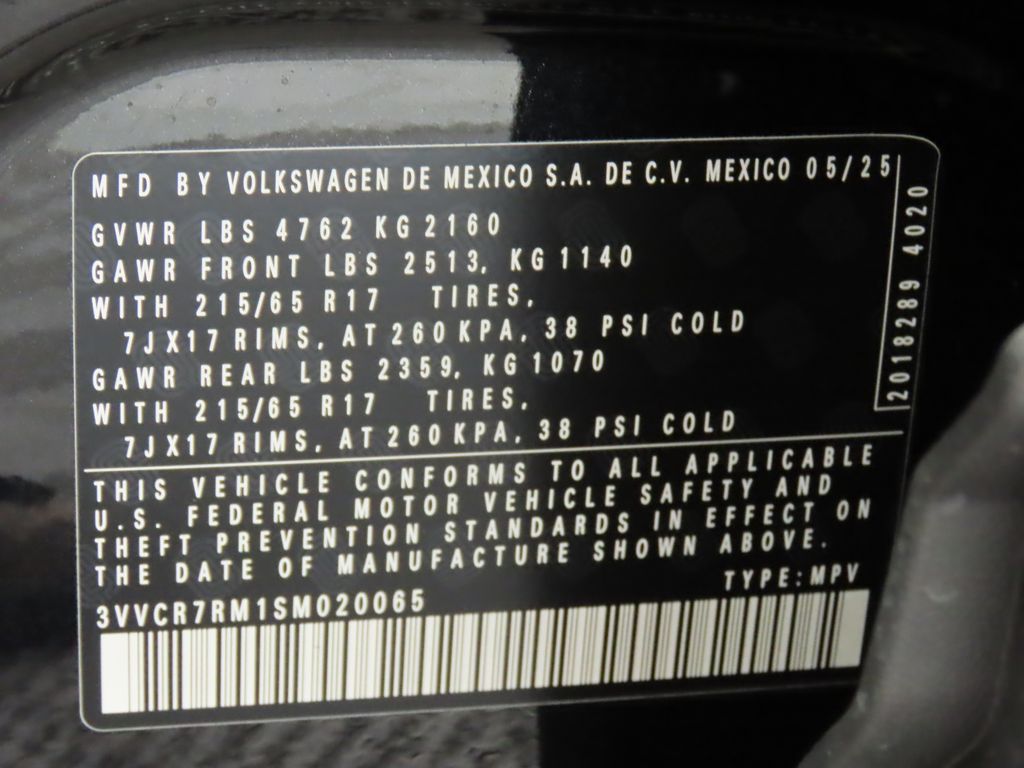 MFD BY VOLKSWAGEN DE MEXICO S.A. DE C.V. MEXICO 05/25
GVWR LBS 4762 KG 2160
GAWR FRONT LBS 2513, KG 1140
WITH 215/65 R17 TIRES,
7JX17 RIMS, AT 260 KPA, 38 PSI COLD
GAWR REAR LBS 2359, KG 1070
WITH 215/65 R17 TIRES,
7JX17 RIMS, AT 260 KPA, 38 PSI COLD
2018289 4020
THIS VEHICLE CONFORMS TO ALL APPLICABLE
U.S. FEDERAL MOTOR VEHICLE SAFETY AND
THEFT PREVENTION STANDARDS IN EFFECT ON
THE DATE OF MANUFACTURE SHOWN ABOVE.
TYPE: MPV
3VVCR7RM1SM020065